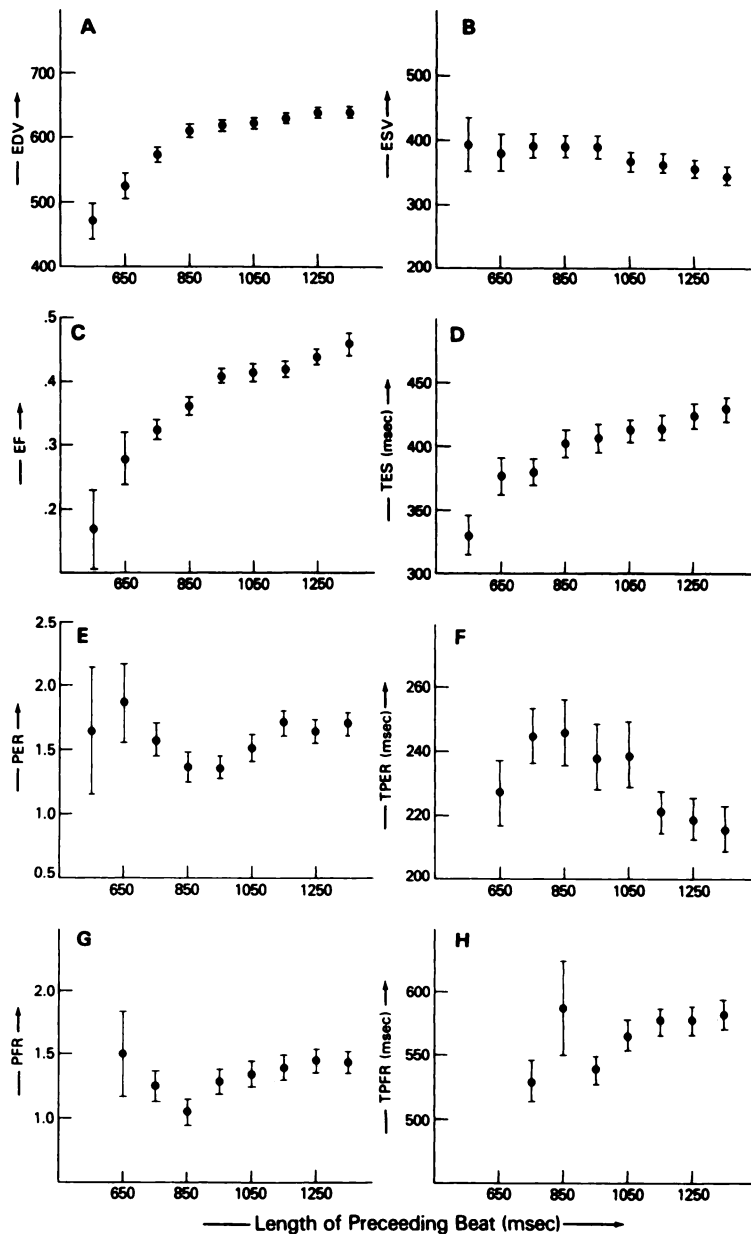 A
EDV
700
600
500
400
650 850 1050 1250
B
ESV
500
400
300
200
650 850 1050 1250
C
EF
.5
.4
.3
.2
650 850 1050 1250
D
TES (msec)
450
400
360
300
650 850 1050 1250
E
PER
2.5
2.0
1.5
1.0
0.5
650 850 1050 1250
F
TPER (msec)
260
240
220
200
650 850 1050 1250
G
PFR
2.0
1.5
1.0
650 850 1050 1250
H
TPFR (msec)
600
550
500
650 850 1050 1250
Length of Preceeding Beat (msec)